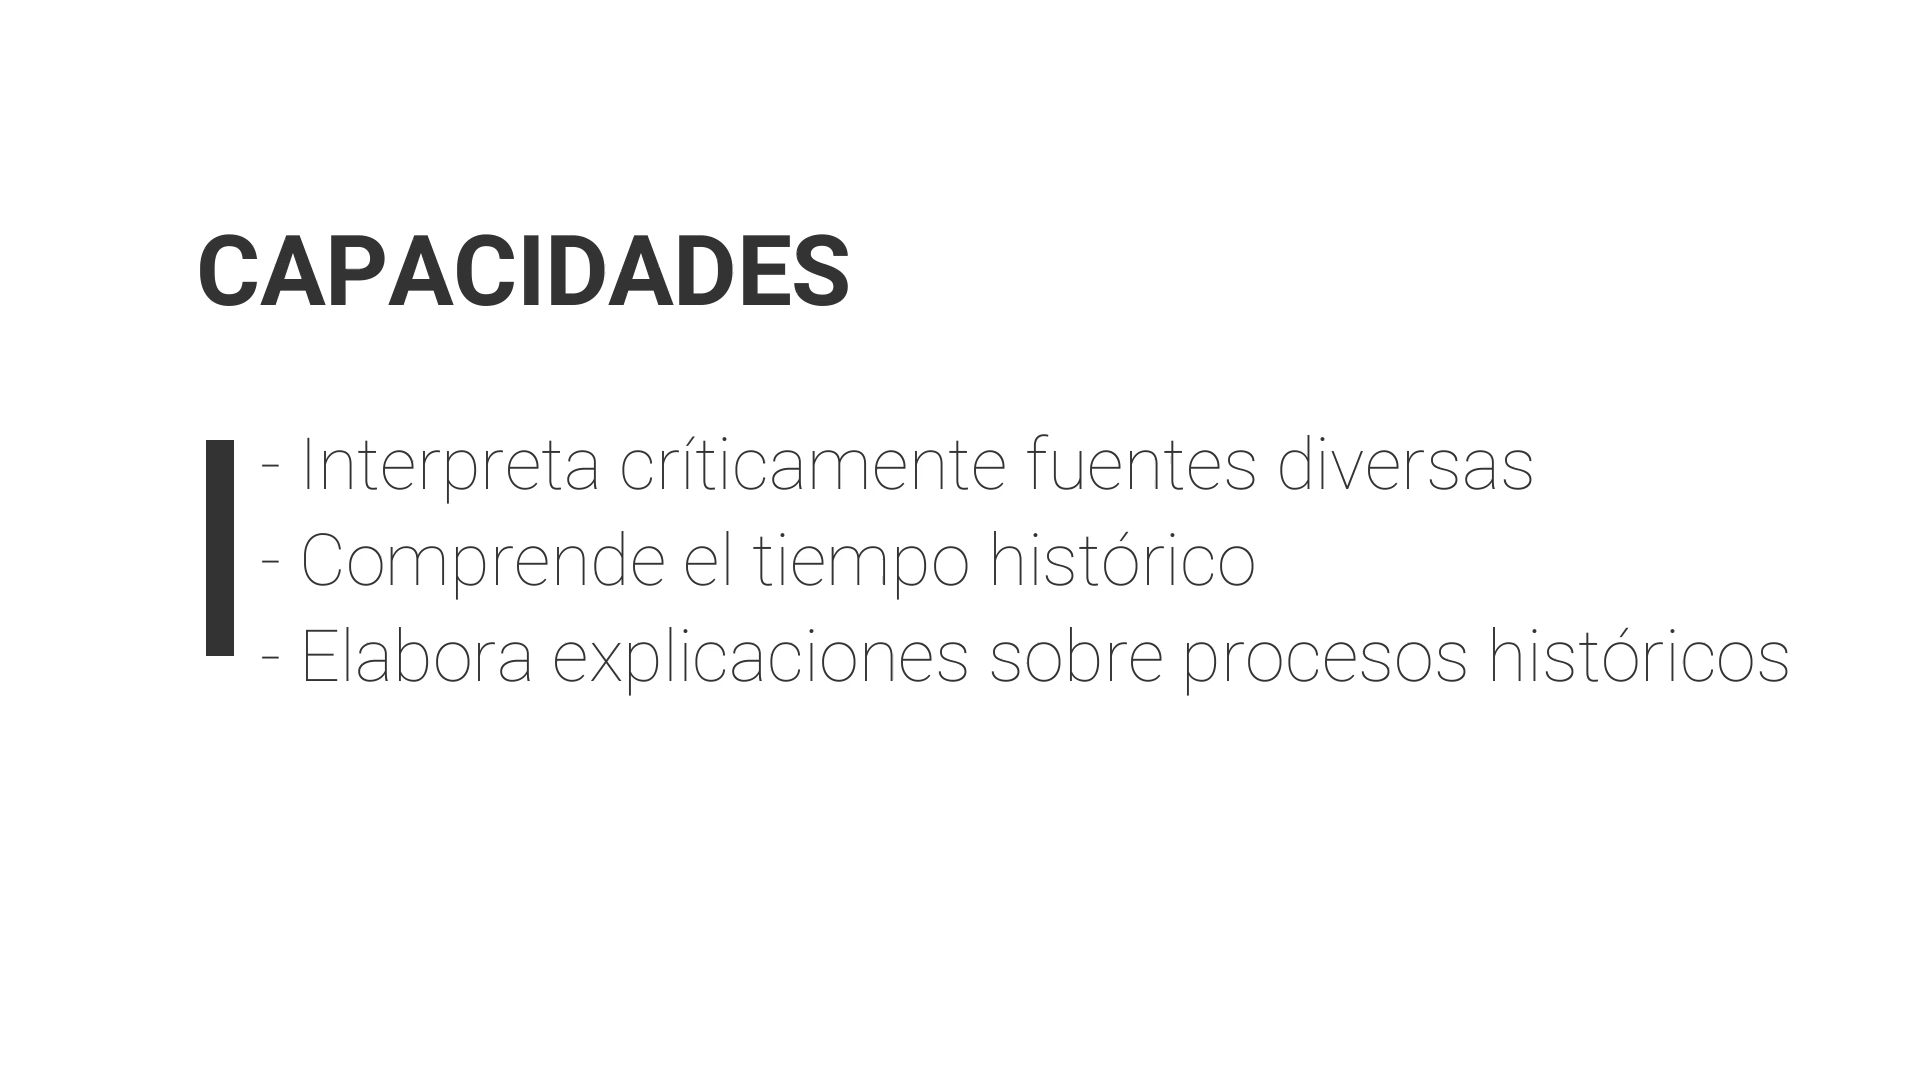 CAPACIDADES
- Interpreta críticamente fuentes diversas
- Comprende el tiempo histórico
- Elabora explicaciones sobre procesos históricos